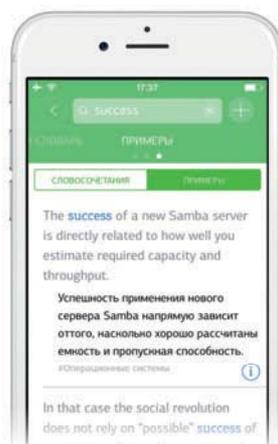 17:37
success
СЛОВАРЬ ПРИМЕРЫ
СЛОВОСОЧЕТАНИЯ ПРИМЕРЫ
The success of a new Samba server
is directly related to how well you
estimate required capacity and
throughput.
Успешность применения нового
сервера Samba напрямую зависит
оттого, насколько хорошо рассчитаны
емкость и пропускная способность.
#Операционные системы
In that case the social revolution
does not rely on "possible" success of